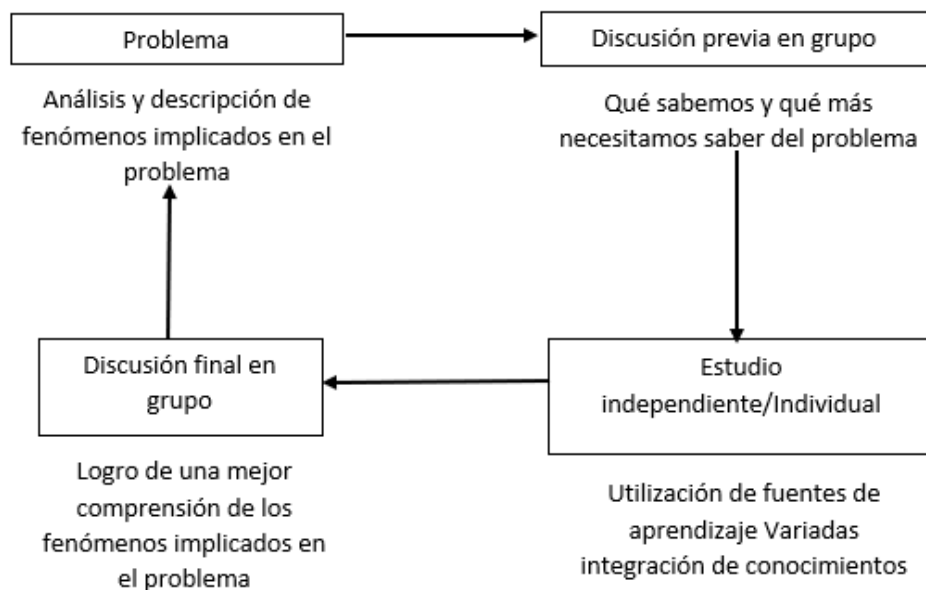 Problema
Análisis y descripción de
fenómenos implicados en el
problema
Discusión previa en grupo
Qué sabemos y qué más
necesitamos saber del problema
Estudio
independiente/Individual
Utilización de fuentes de
aprendizaje Variadas
integración de conocimientos
Discusión final en
grupo
Logro de una mejor
comprensión de los
fenómenos implicados en
el problema